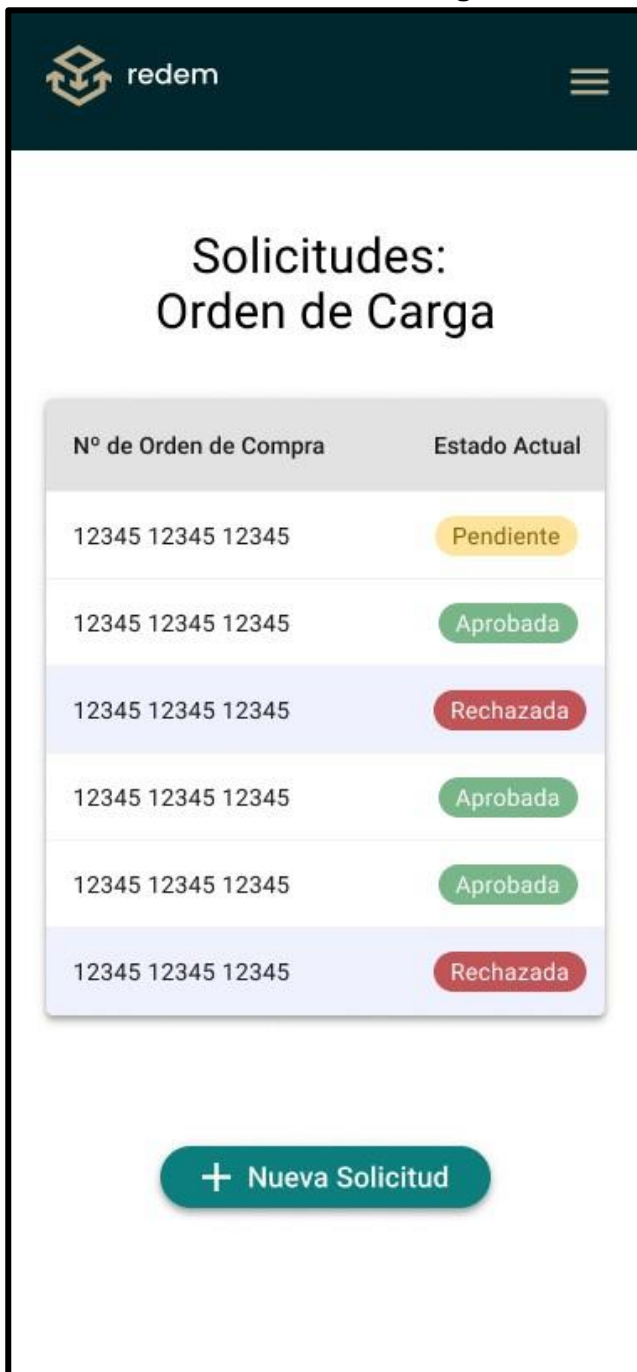 redem
Solicitudes:
Orden de Carga
Nº de Orden de Compra Estado Actual
12345 12345 12345 Pendiente
12345 12345 12345 Aprobada
12345 12345 12345 Rechazada
12345 12345 12345 Aprobada
12345 12345 12345 Aprobada
12345 12345 12345 Rechazada
+ Nueva Solicitud